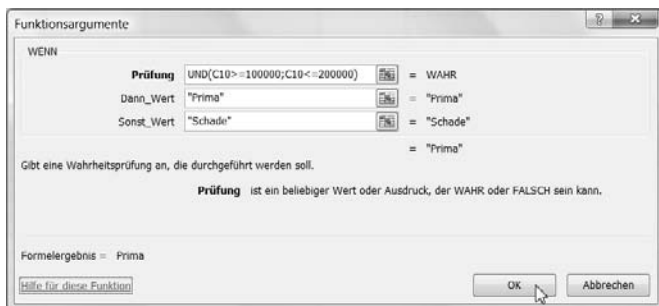 Funktionsargumente
WENN
Prüfung UND(C10>=100000;C10<=200000) = WAHR
Dann_Wert "Prima" = "Prima"
Sonst_Wert "Schade" = "Schade"
= "Prima"
Gibt eine Wahrheitsprüfung an, die durchgeführt werden soll.
Prüfung ist ein beliebiger Wert oder Ausdruck, der WAHR oder FALSCH sein kann.
Formelergebnis = Prima
Hilfe für diese Funktion OK Abbrechen